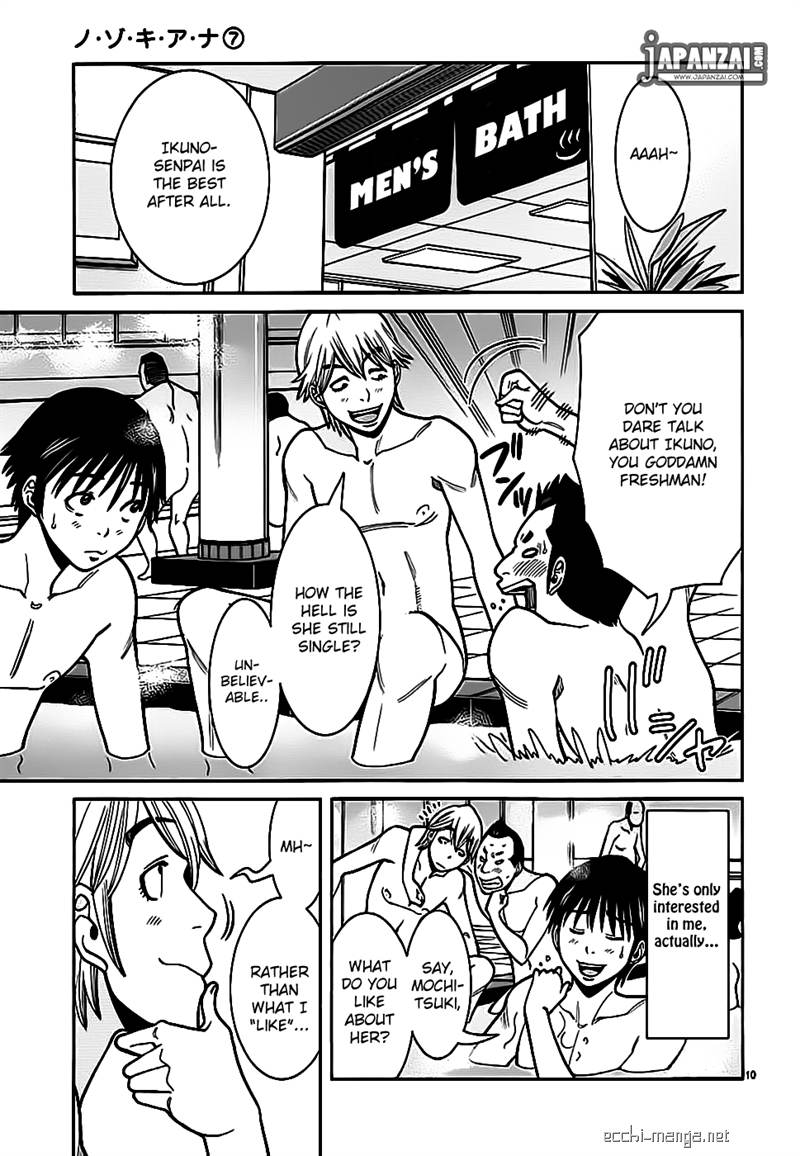 ノ・ゾ・キ・ア・ナ⑦
JAPANZAI.COM
WWW.JAPANZAI.COM
AAAH~
MEN'S
BATH
IKUNO-
SENPAI IS
THE BEST
AFTER ALL.
DON'T YOU
DARE TALK
ABOUT IKUNO,
YOU GODDAMN
FRESHMAN!
HOW THE
HELL IS
SHE STILL
SINGLE?
UN-
BELIEV-
ABLE..
She's only
interested
in me,
actually...
SAY,
MOCHI-
TSUKI,
WHAT DO
YOU LIKE
ABOUT
HER?
MH~
RATHER
THAN
WHAT I
"LIKE"...
10
ecchi-manga.net